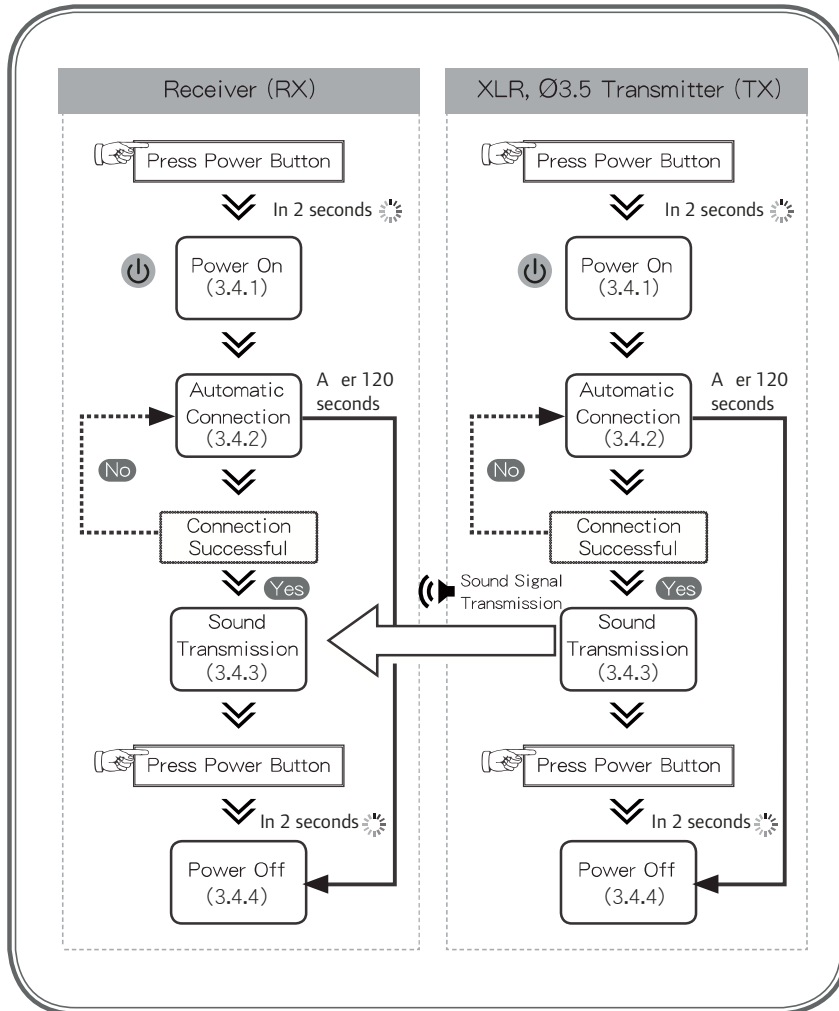 Receiver (RX)
Press Power Button
In 2 seconds
Power On
(3.4.1)
Automatic
Connection
(3.4.2)
A er 120
seconds
No
Connection
Successful
Yes
Sound
Transmission
(3.4.3)
Press Power Button
In 2 seconds
Power Off
(3.4.4)
XLR, Ø3.5 Transmitter (TX)
Press Power Button
In 2 seconds
Power On
(3.4.1)
Automatic
Connection
(3.4.2)
A er 120
seconds
No
Connection
Successful
Yes
Sound Signal
Transmission
Sound
Transmission
(3.4.3)
Press Power Button
In 2 seconds
Power Off
(3.4.4)